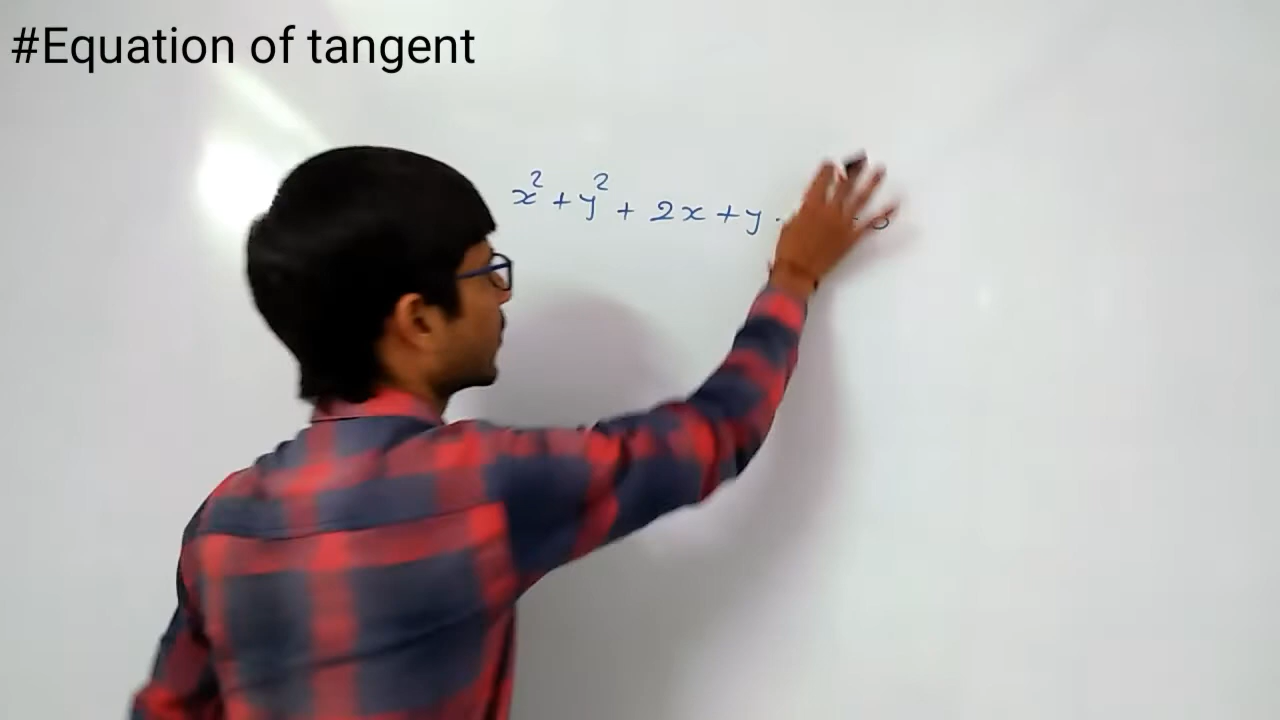 #Equation of tangent
x² + y² + 2x + y